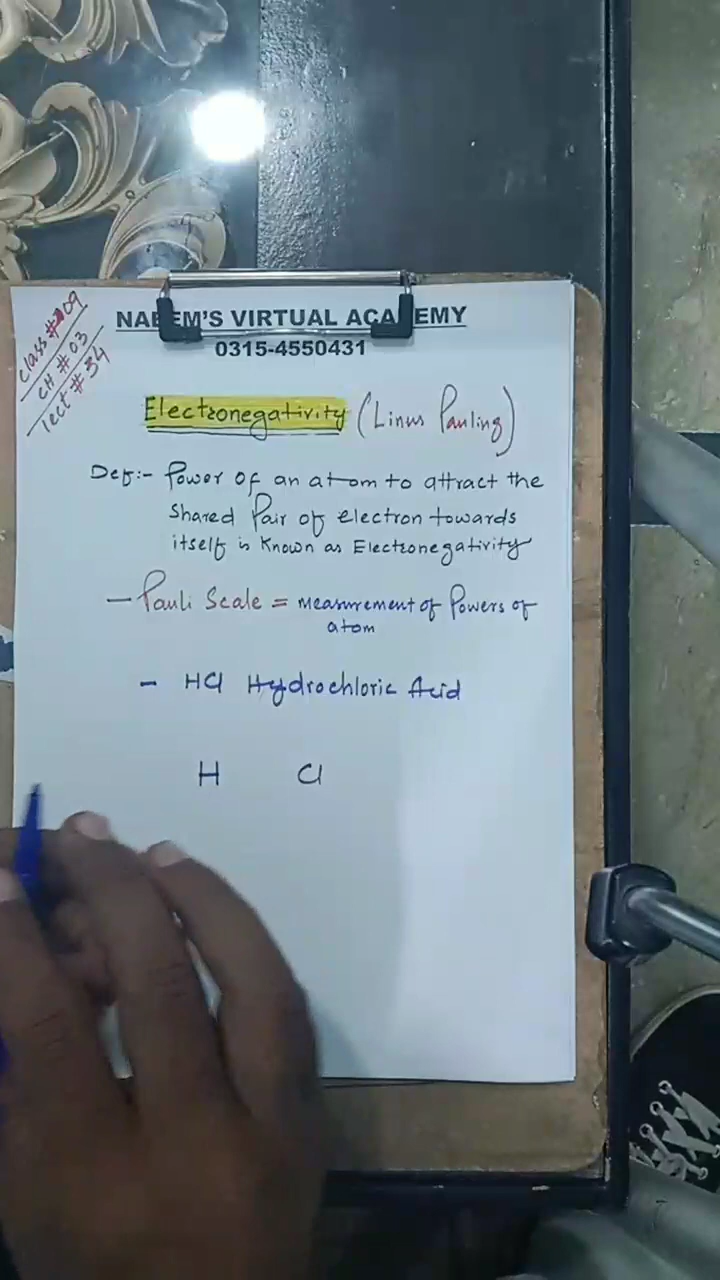 Class # 09
CH # 03
Lect # 34
NAEEM'S VIRTUAL ACADEMY
0315-4550431
Electronegativity (Linus Pauling)
Def:- Power of an atom to attract the
Shared Pair of electron towards
itself is Known as Electronegativity
- Pauli Scale = measurement of Powers of
atom
- HCl Hydrochloric Acid
H Cl